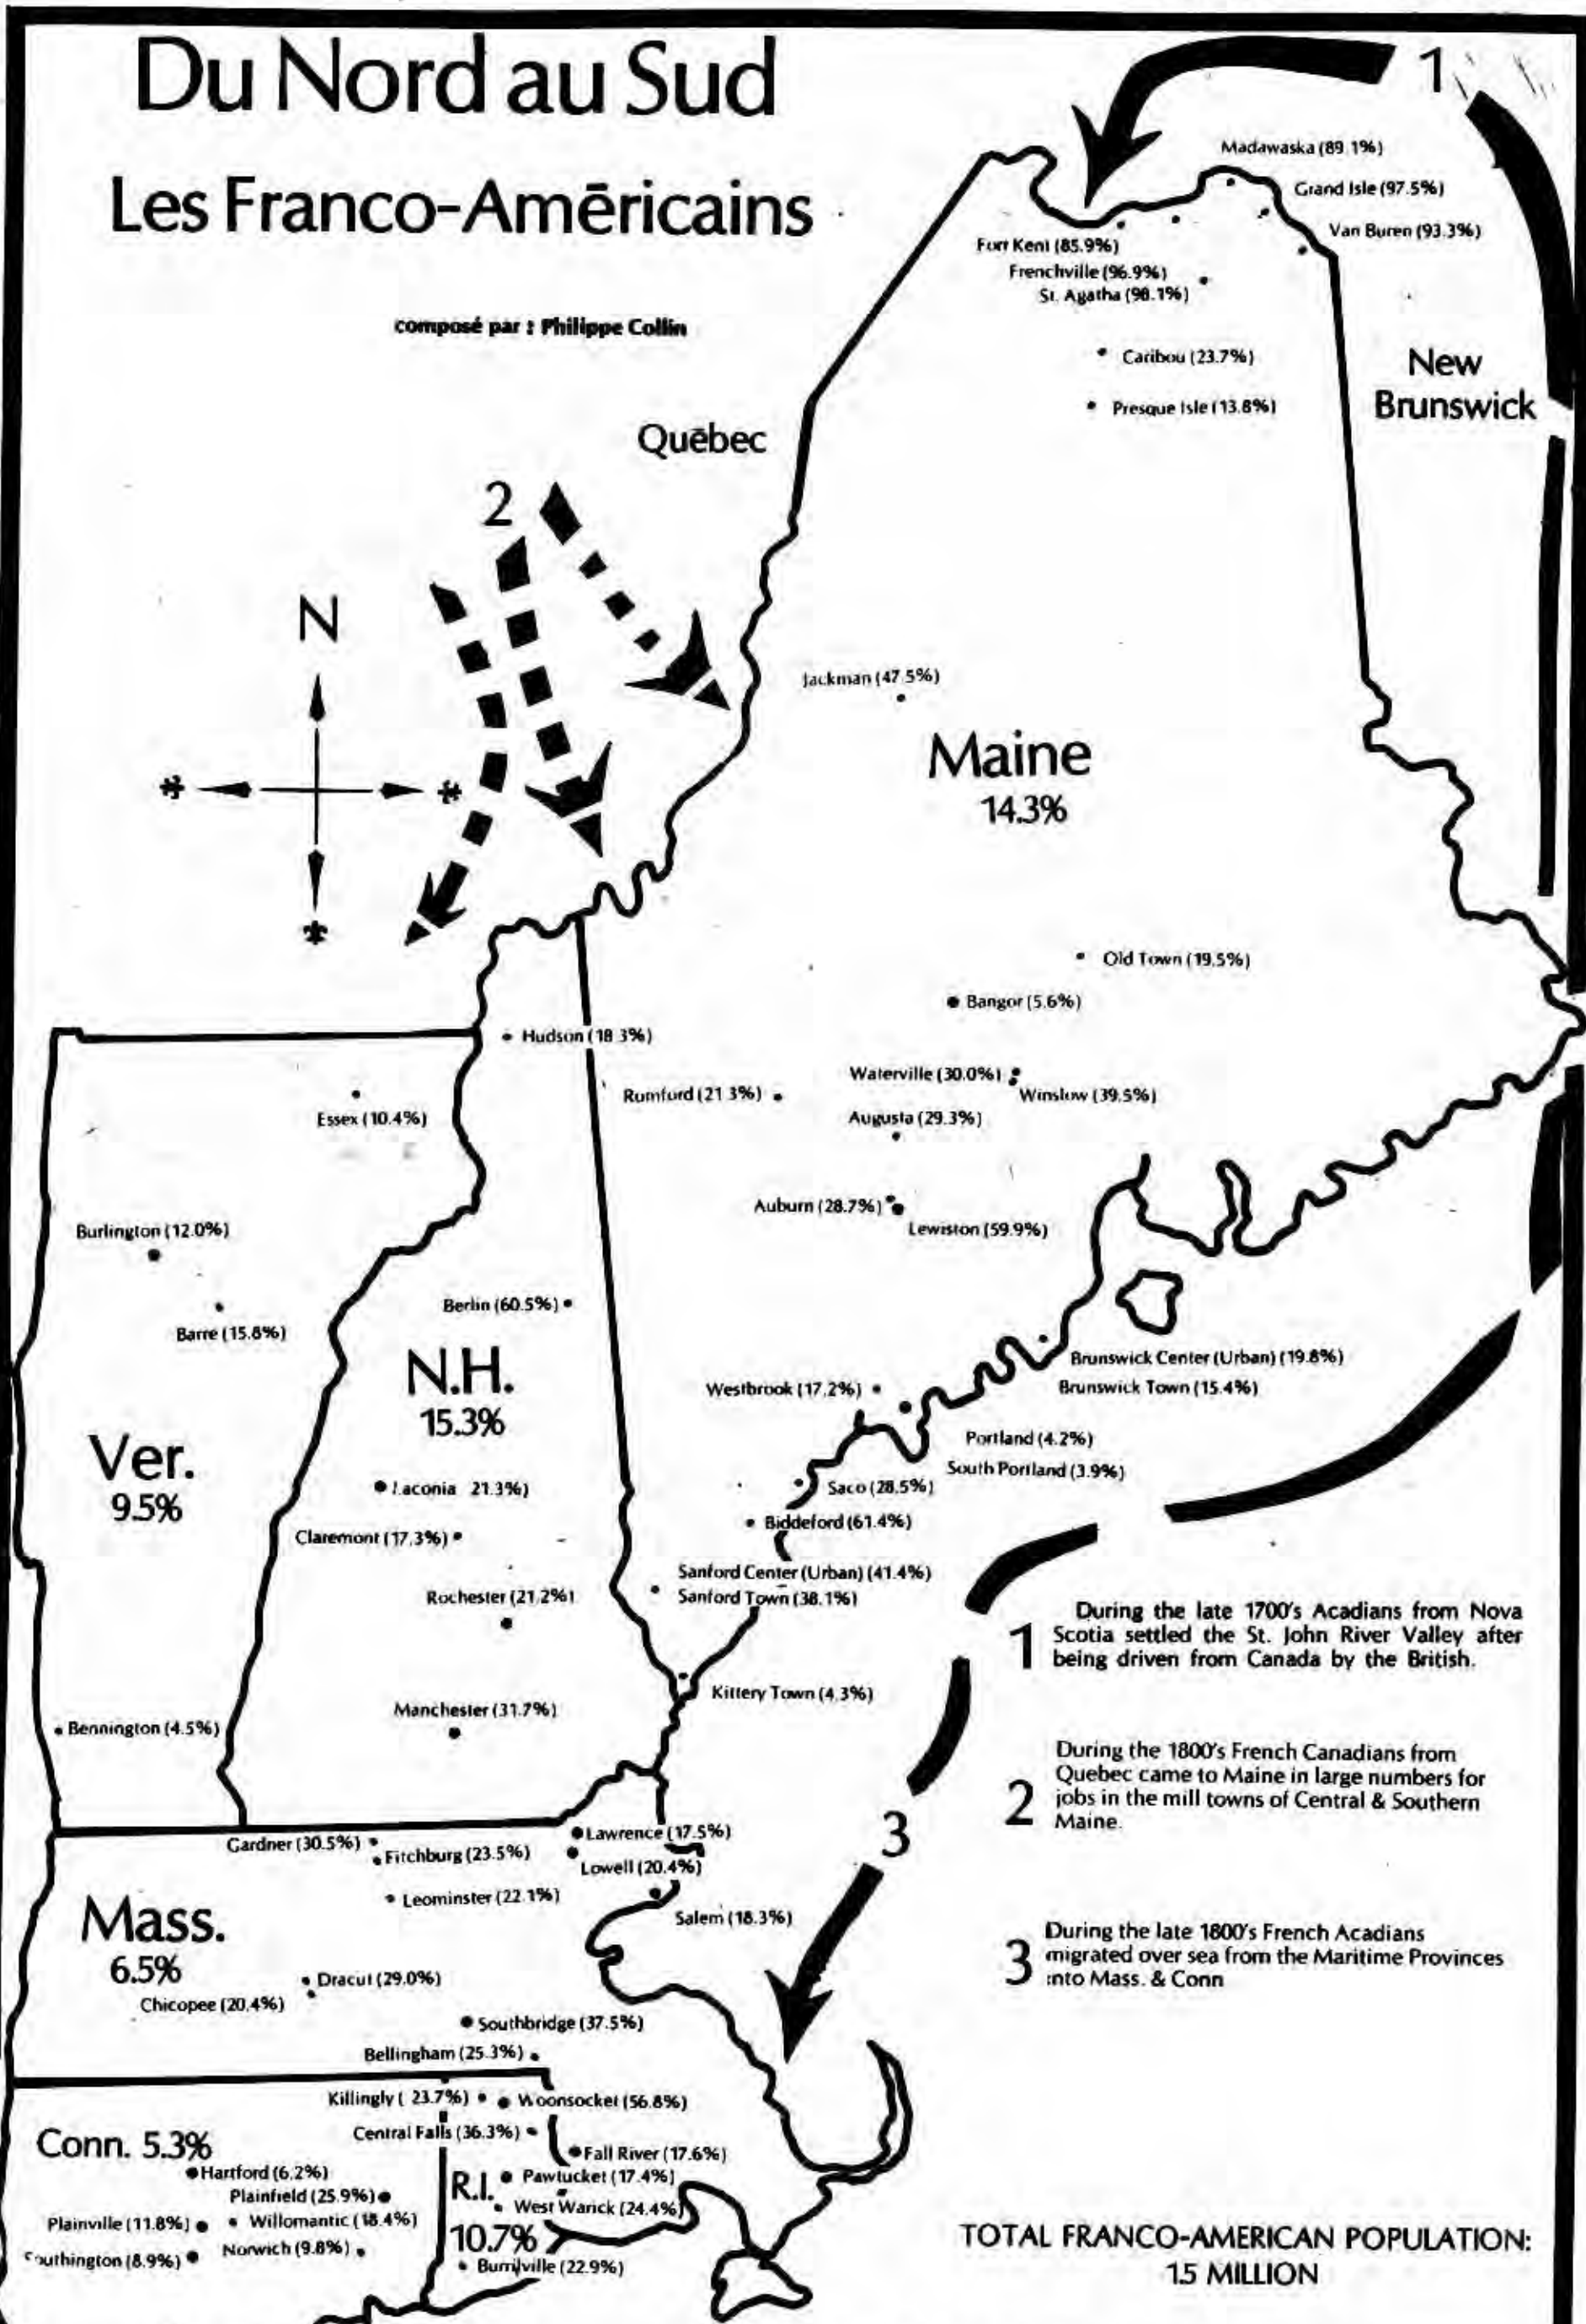 Du Nord au Sud
Les Franco-Amēricains
composé par : Philippe Collin
1
Madawaska (89.1%)
Grand Isle (97.5%)
Van Buren (93.3%)
Fort Kent (85.9%)
Frenchville (96.9%)
St. Agatha (98.1%)
Caribou (23.7%)
Presque Isle (13.8%)
New
Brunswick
Quēbec
2
N
Jackman (47.5%)
Maine
14.3%
Old Town (19.5%)
Bangor (5.6%)
Hudson (18.3%)
Waterville (30.0%)
Rumford (21.3%)
Winslow (39.5%)
Essex (10.4%)
Augusta (29.3%)
Auburn (28.7%)
Lewiston (59.9%)
Burlington (12.0%)
Berlin (60.5%)
Barre (15.8%)
N.H.
15.3%
Brunswick Center (Urban) (19.8%)
Brunswick Town (15.4%)
Westbrook (17.2%)
Portland (4.2%)
South Portland (3.9%)
Ver.
9.5%
Laconia 21.3%)
Saco (28.5%)
Biddeford (61.4%)
Claremont (17.3%)
Sanford Center (Urban) (41.4%)
Sanford Town (38.1%)
Rochester (21.2%)
Kittery Town (4.3%)
Manchester (31.7%)
Bennington (4.5%)
1 During the late 1700's Acadians from Nova
Scotia settled the St. John River Valley after
being driven from Canada by the British.
2 During the 1800's French Canadians from
Quebec came to Maine in large numbers for
jobs in the mill towns of Central & Southern
Maine.
3
Gardner (30.5%)
Fitchburg (23.5%)
Lawrence (17.5%)
Lowell (20.4%)
Leominster (22.1%)
Salem (18.3%)
Mass.
6.5%
3 During the late 1800's French Acadians
migrated over sea from the Maritime Provinces
into Mass. & Conn
Dracut (29.0%)
Chicopee (20.4%)
Southbridge (37.5%)
Bellingham (25.3%)
Killingly ( 23.7%)
Woonsocket (56.8%)
Central Falls (36.3%)
Conn. 5.3%
Fall River (17.6%)
Hartford (6.2%)
R.I.
10.7%
Pawtucket (17.4%)
Plainfield (25.9%)
West Warick (24.4%)
Plainville (11.8%)
Willomantic (18.4%)
Southington (8.9%)
Norwich (9.8%)
Burrilville (22.9%)
TOTAL FRANCO-AMERICAN POPULATION:
1.5 MILLION